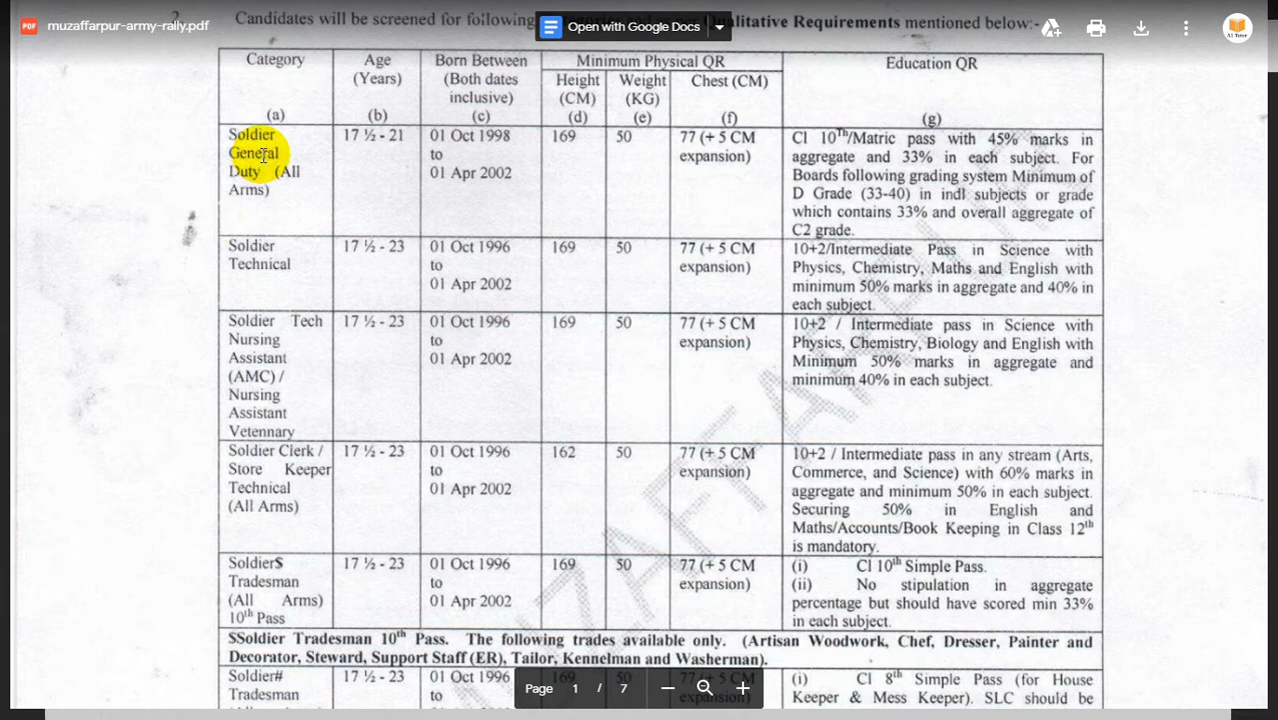 muzaffarpur-army-rally.pdf
Open with Google Docs
2. Candidates will be screened for following Qualitative Requirements mentioned below:-
Category (a)
Age (Years) (b)
Born Between (Both dates inclusive) (c)
Minimum Physical QR
Height (CM) (d)
Weight (KG) (e)
Chest (CM) (f)
Education QR (g)
Soldier
General
Duty (All
Arms)
17 ½ - 21
01 Oct 1998
to
01 Apr 2002
169
50
77 (+ 5 CM
expansion)
Cl 10Th/Matric pass with 45% marks in
aggregate and 33% in each subject. For
Boards following grading system Minimum of
D Grade (33-40) in indl subjects or grade
which contains 33% and overall aggregate of
C2 grade.
Soldier
Technical
17 ½ - 23
01 Oct 1996
to
01 Apr 2002
169
50
77 (+ 5 CM
expansion)
10+2/Intermediate Pass in Science with
Physics, Chemistry, Maths and English with
minimum 50% marks in aggregate and 40% in
each subject.
Soldier Tech
Nursing
Assistant
(AMC) /
Nursing
Assistant
Vetennary
17 ½ - 23
01 Oct 1996
to
01 Apr 2002
169
50
77 (+ 5 CM
expansion)
10+2 / Intermediate pass in Science with
Physics, Chemistry, Biology and English with
Minimum 50% marks in aggregate and
minimum 40% in each subject.
Soldier Clerk /
Store Keeper
Technical
(All Arms)
17 ½ - 23
01 Oct 1996
to
01 Apr 2002
162
50
77 (+ 5 CM
expansion)
10+2 / Intermediate pass in any stream (Arts,
Commerce, and Science) with 60% marks in
aggregate and minimum 50% in each subject.
Securing 50% in English and
Maths/Accounts/Book Keeping in Class 12th
is mandatory.
Soldier$
Tradesman
(All Arms)
10th Pass
17 ½ - 23
01 Oct 1996
to
01 Apr 2002
169
50
77 (+ 5 CM
expansion)
(i) Cl 10th Simple Pass.
(ii) No stipulation in aggregate
percentage but should have scored min 33%
in each subject.
$Soldier Tradesman 10th Pass. The following trades available only. (Artisan Woodwork, Chef, Dresser, Painter and
Decorator, Steward, Support Staff (ER), Tailor, Kennelman and Washerman).
Soldier#
Tradesman
17 ½ - 23
01 Oct 1996
to
169
50
77 (+ 5 CM
expansion)
(i) Cl 8th Simple Pass (for House
Keeper & Mess Keeper). SLC should be
Page 1 / 7